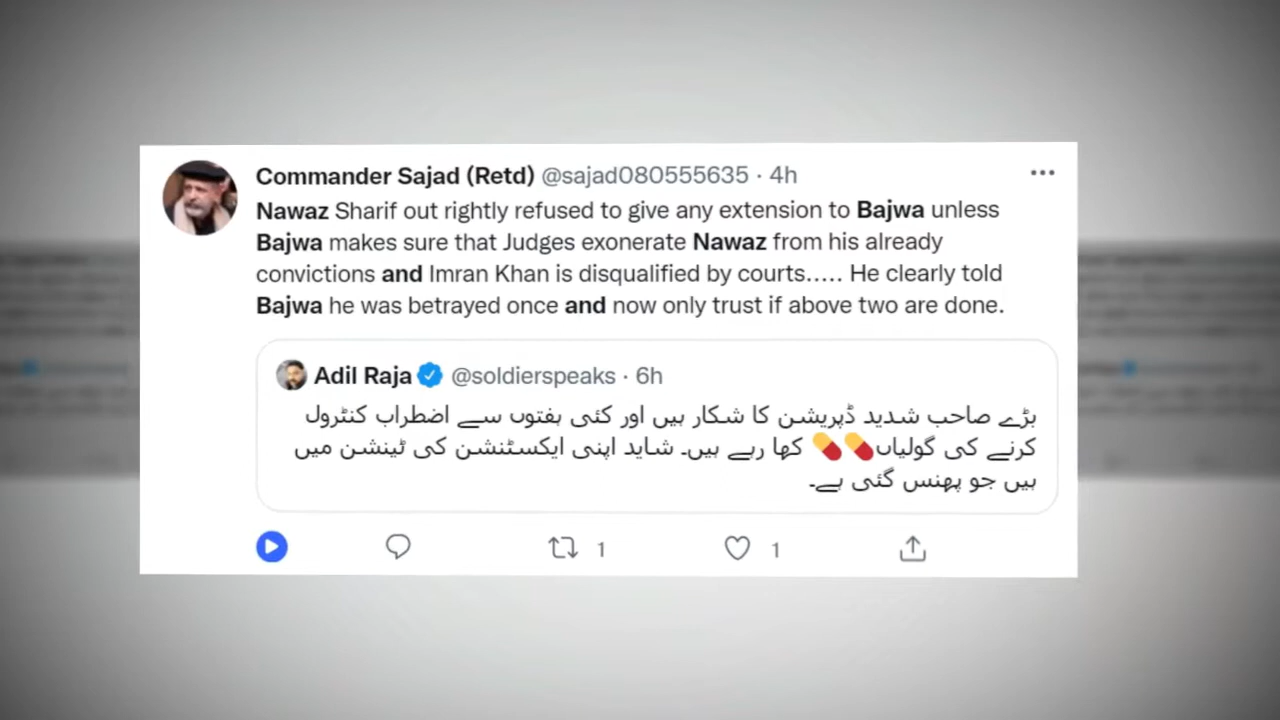 Commander Sajad (Retd) @sajad080555635 · 4h
Nawaz Sharif out rightly refused to give any extension to Bajwa unless
Bajwa makes sure that Judges exonerate Nawaz from his already
convictions and Imran Khan is disqualified by courts..... He clearly told
Bajwa he was betrayed once and now only trust if above two are done.
Adil Raja @soldierspeaks · 6h
بڑے صاحب شدید ڈپریشن کا شکار ہیں اور کئی ہفتوں سے اضطراب کنٹرول
کرنے کی گولیاں💊💊 کھا رہے ہیں۔ شاید اپنی ایکسٹنشن کی ٹینشن میں
ہیں جو پھنس گئی ہے۔
1 1